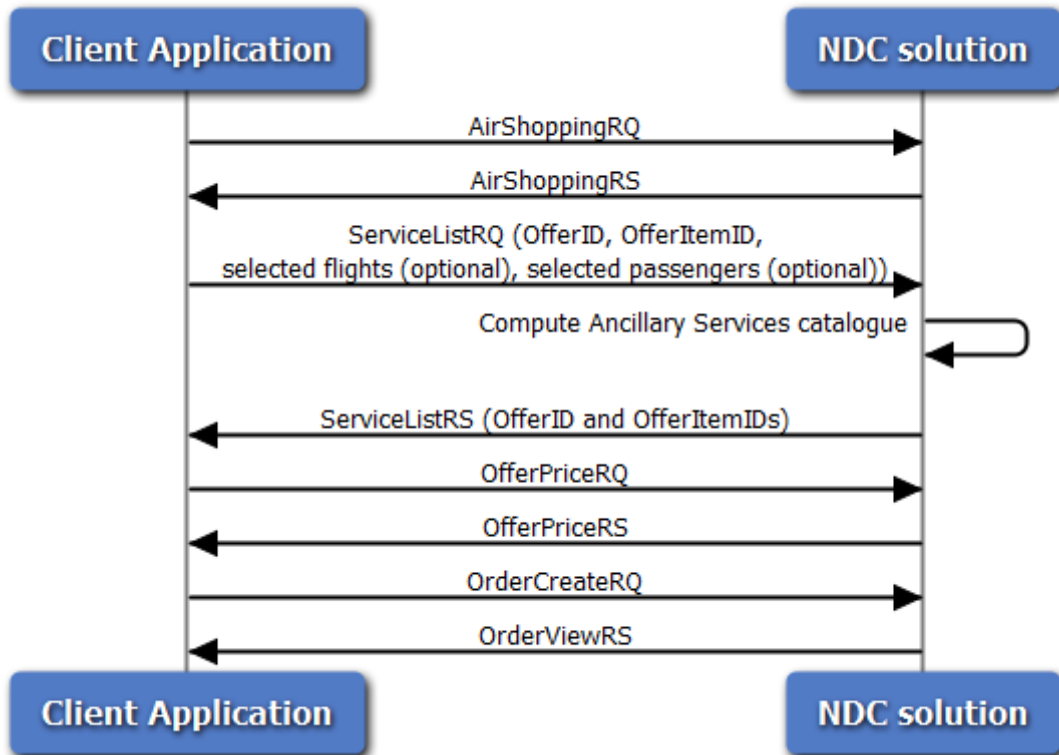 Client Application
NDC solution
AirShoppingRQ
AirShoppingRS
ServiceListRQ (OfferID, OfferItemID,
selected flights (optional), selected passengers (optional))
Compute Ancillary Services catalogue
ServiceListRS (OfferID and OfferItemIDs)
OfferPriceRQ
OfferPriceRS
OrderCreateRQ
OrderViewRS
Client Application
NDC solution